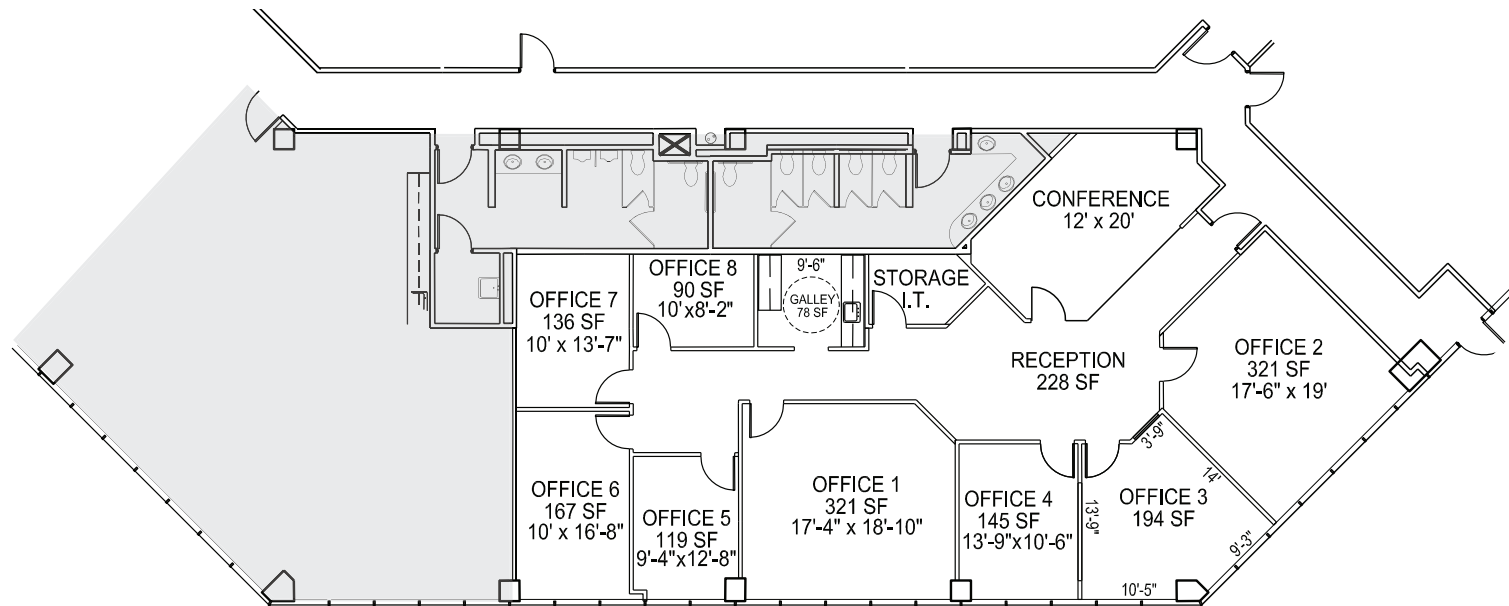 CONFERENCE
12' x 20'
OFFICE 8
90 SF
10'x8'-2"
9'-6"
GALLEY
78 SF
STORAGE
I.T.
OFFICE 7
136 SF
10' x 13'-7"
RECEPTION
228 SF
OFFICE 2
321 SF
17'-6" x 19'
OFFICE 6
167 SF
10' x 16'-8"
OFFICE 5
119 SF
9'-4"x12'-8"
OFFICE 1
321 SF
17'-4" x 18'-10"
OFFICE 4
145 SF
13'-9"x10'-6"
OFFICE 3
194 SF
3'-9"
14'
13'-9"
9'-3"
10'-5"